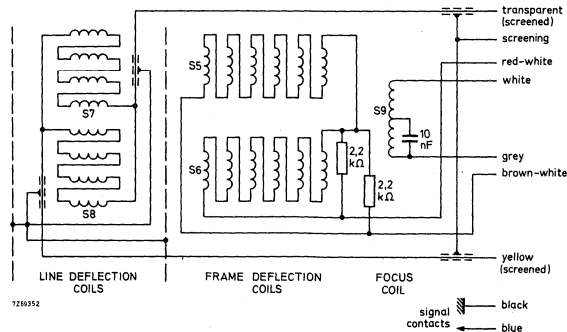 transparent
(screened)
screening
red-white
white
S5
S9
S7
10
nF
2,2
kΩ
grey
S6
brown-white
2,2
kΩ
S8
yellow
(screened)
LINE DEFLECTION
COILS
FRAME DEFLECTION
COILS
FOCUS
COIL
7Z69352
signal
contacts
black
blue